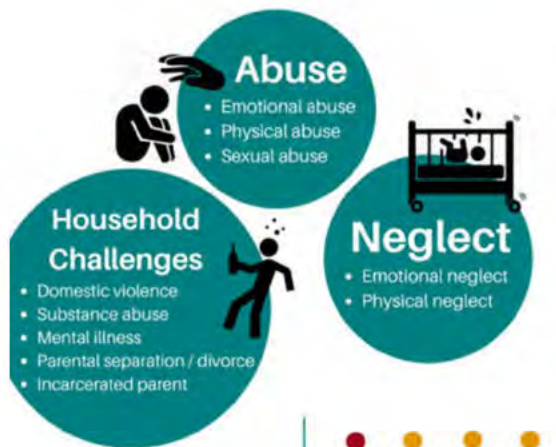 Abuse
• Emotional abuse
• Physical abuse
• Sexual abuse
Household
Challenges
• Domestic violence
• Substance abuse
• Mental illness
• Parental separation / divorce
• Incarcerated parent
Neglect
• Emotional neglect
• Physical neglect